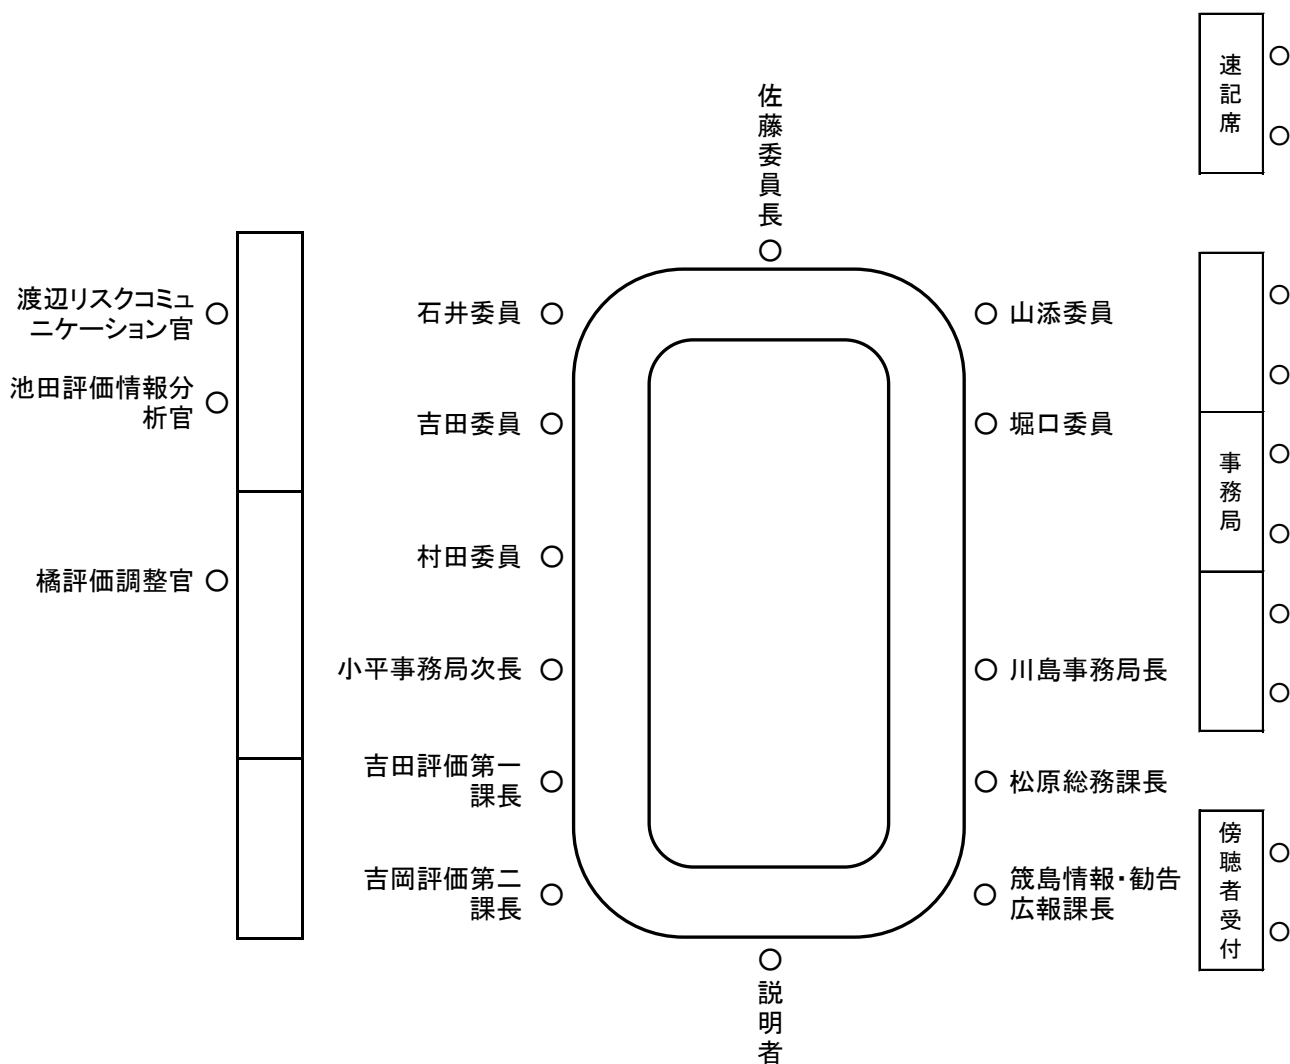 速記席
佐藤委員長
渡辺リスクコミュ
ニケーション官
石井委員
山添委員
池田評価情報分
析官
吉田委員
堀口委員
事務局
村田委員
橘評価調整官
小平事務局次長
川島事務局長
吉田評価第一
課長
松原総務課長
吉岡評価第二
課長
筬島情報・勧告
広報課長
傍聴者受付
説明者